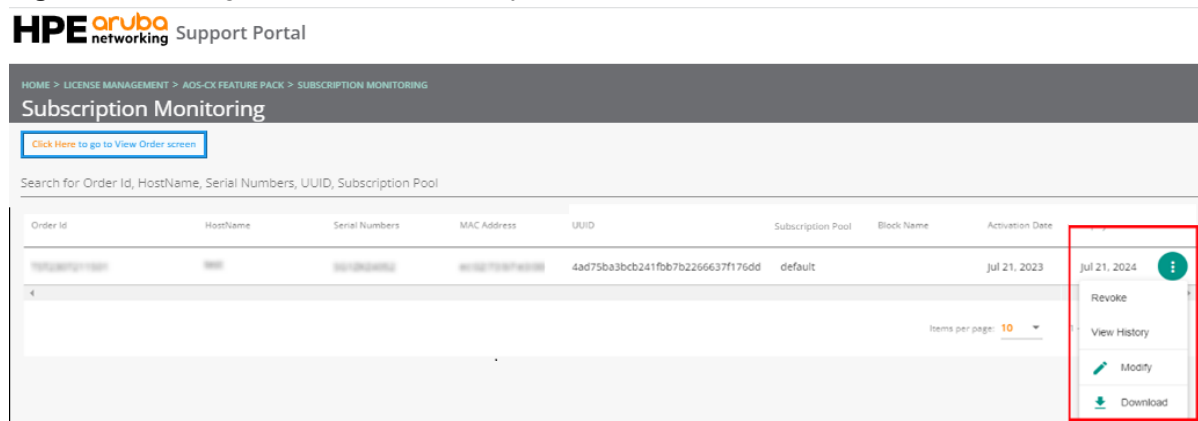 HPE aruba networking Support Portal
HOME > LICENSE MANAGEMENT > AOS-CX FEATURE PACK > SUBSCRIPTION MONITORING
Subscription Monitoring
Click Here to go to View Order screen
Search for Order Id, HostName, Serial Numbers, UUID, Subscription Pool
Order Id HostName Serial Numbers MAC Address UUID Subscription Pool Block Name Activation Date
4ad75ba3bcb241fbb7b2266637f176dd default Jul 21, 2023 Jul 21, 2024
Revoke
Items per page: 10
View History
Modify
Download